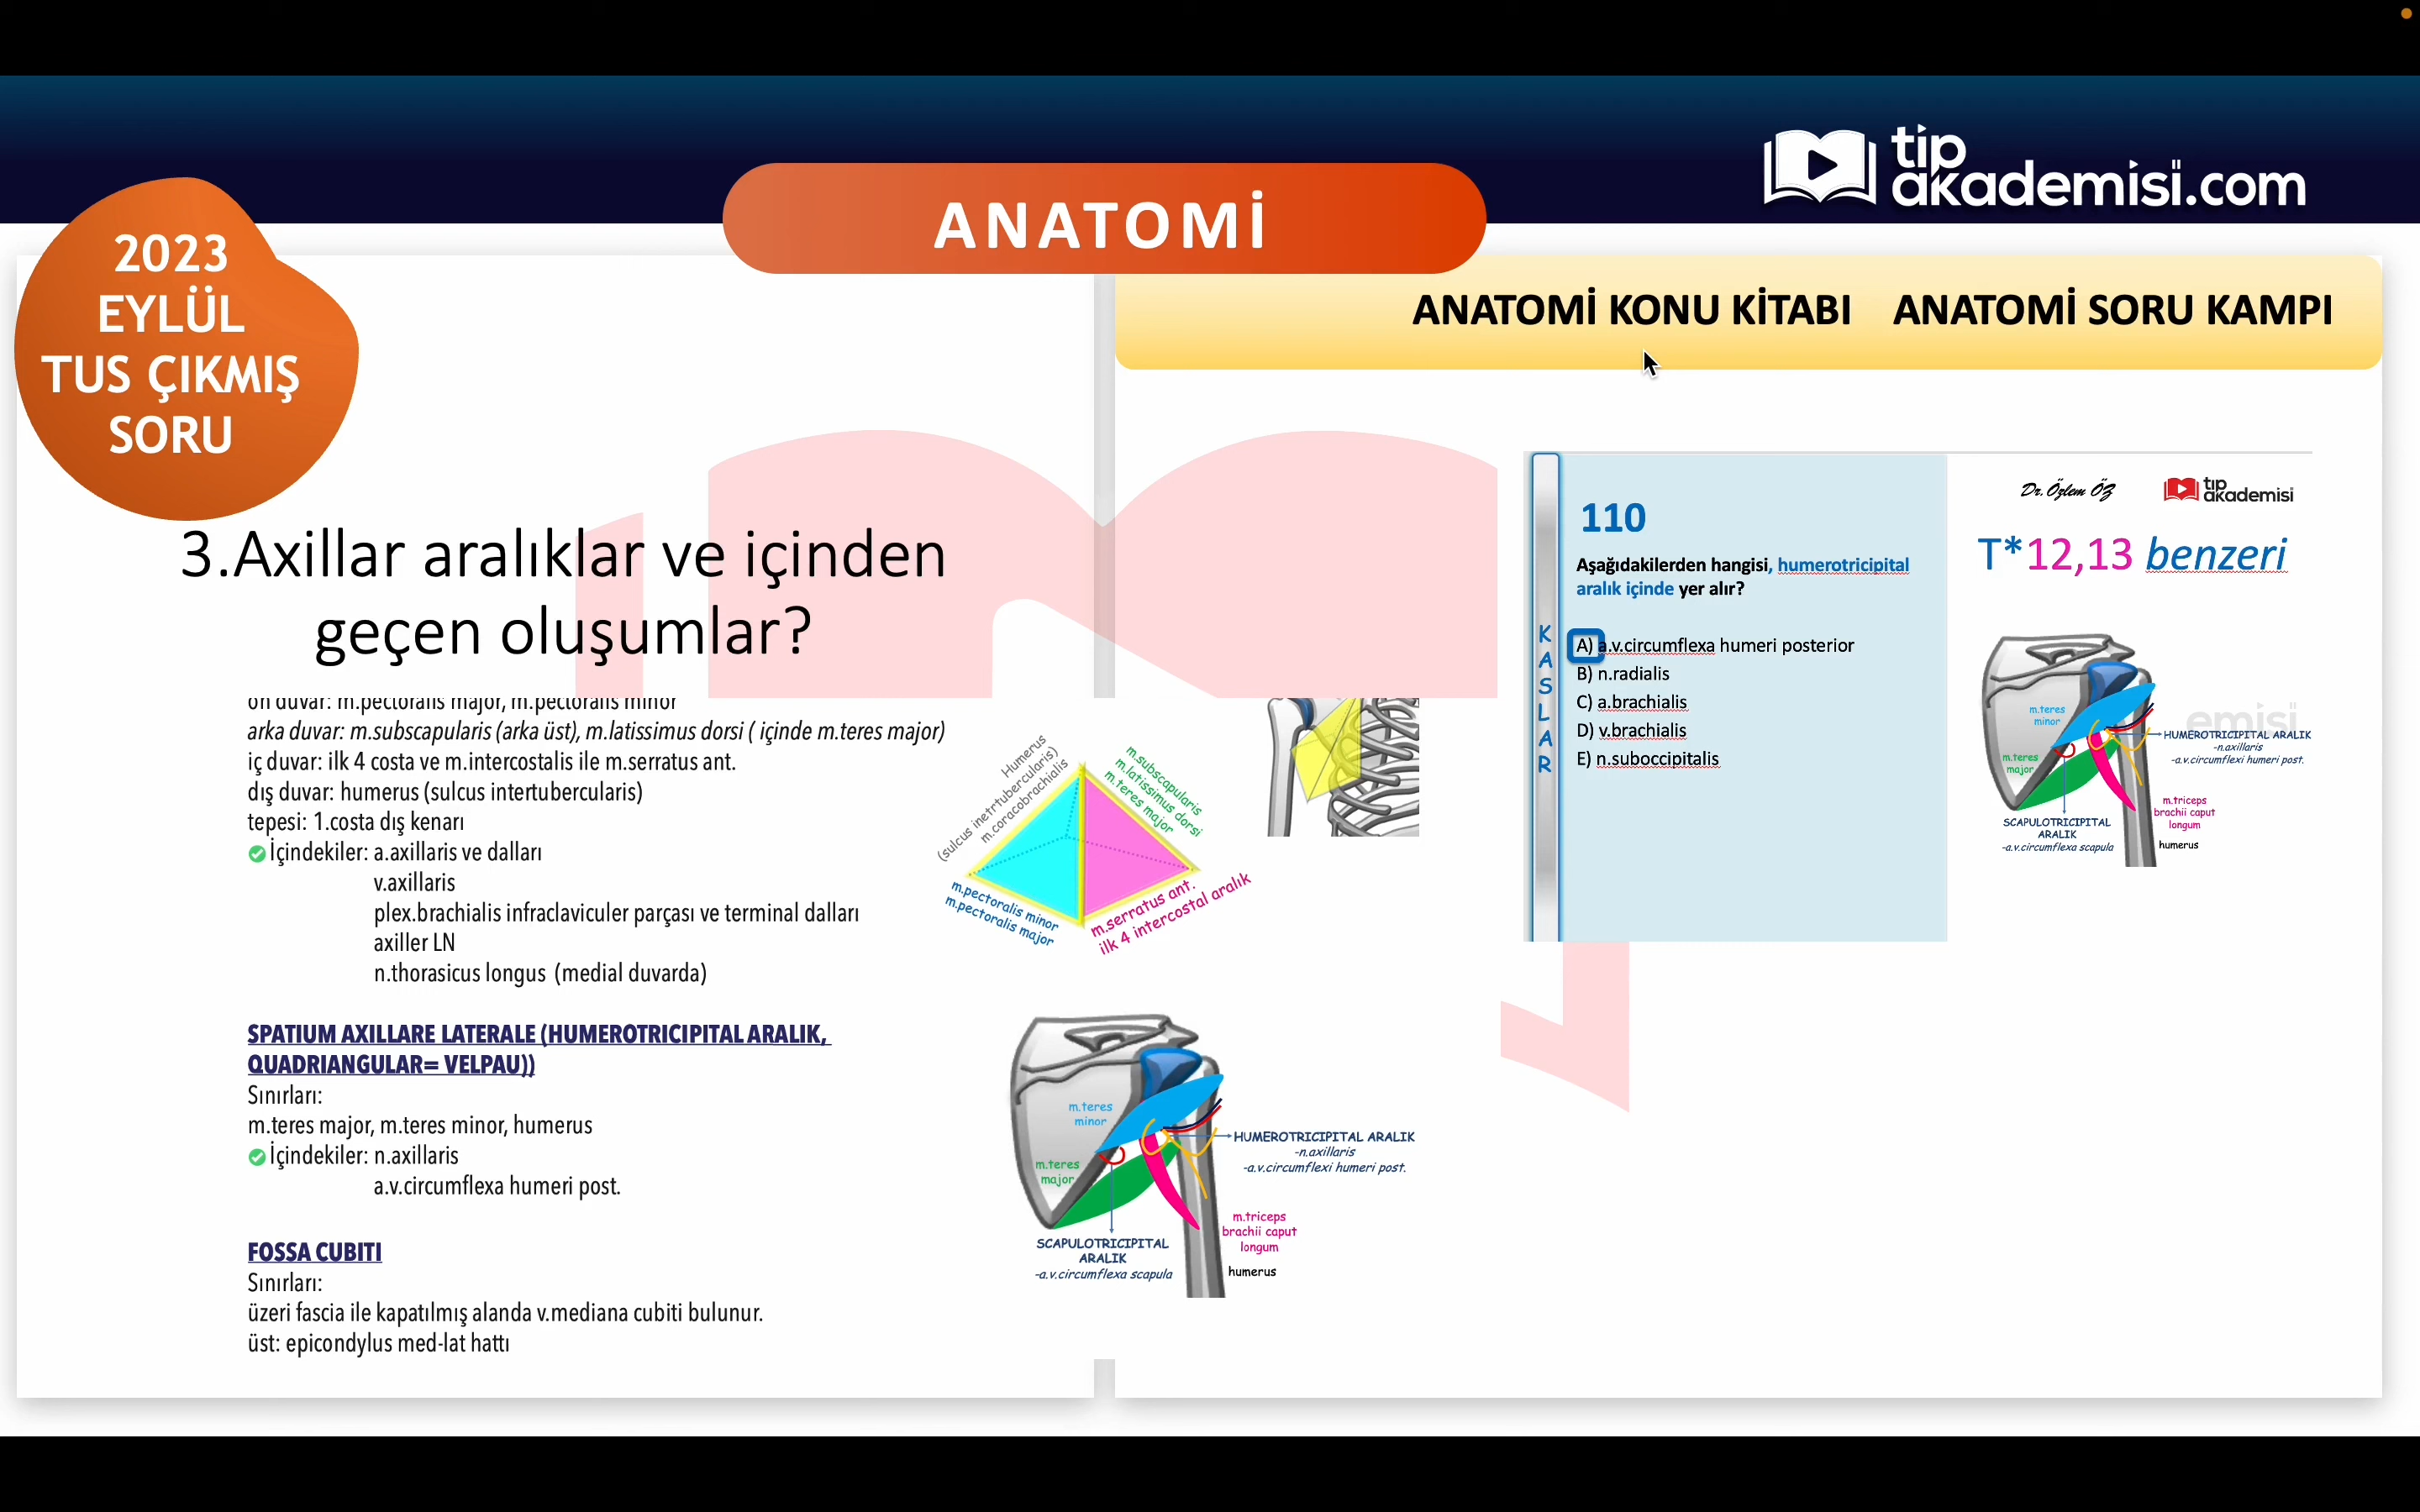 tip
akademisi.com
ANATOMİ
2023
EYLÜL
TUS ÇIKMIŞ
SORU
ANATOMİ KONU KİTABI ANATOMİ SORU KAMPI
3.Axillar aralıklar ve içinden
geçen oluşumlar?
ön duvar: m.pectoralis major, m.pectoralis minor
arka duvar: m.subscapularis (arka üst), m.latissimus dorsi ( içinde m.teres major)
iç duvar: ilk 4 costa ve m.intercostalis ile m.serratus ant.
dış duvar: humerus (sulcus intertubercularis)
tepesi: 1.costa dış kenarı
İçindekiler: a.axillaris ve dalları
v.axillaris
plex.brachialis infraclaviculer parçası ve terminal dalları
axiller LN
n.thorasicus longus (medial duvarda)
SPATIUM AXILLARE LATERALE (HUMEROTRICIPITAL ARALIK,
QUADRIANGULAR= VELPAU))
Sınırları:
m.teres major, m.teres minor, humerus
İçindekiler: n.axillaris
a.v.circumflexa humeri post.
FOSSA CUBITI
Sınırları:
üzeri fascia ile kapatılmış alanda v.mediana cubiti bulunur.
üst: epicondylus med-lat hattı
Humerus
(sulcus inetrtubercularis)
m.coracobrachialis
m.subscapularis
m.latissimus dorsi
m.teres major
m.pectoralis minor
m.pectoralis major
m.serratus ant.
ilk 4 intercostal aralık
m.teres
minor
m.teres
major
HUMEROTRICIPITAL ARALIK
-n.axillaris
-a.v.circumflexi humeri post.
m.triceps
brachii caput
longum
SCAPULOTRICIPITAL
ARALIK
-a.v.circumflexa scapula
humerus
KASLAR
110
Aşağıdakilerden hangisi, humerotricipital
aralık içinde yer alır?
A) a.v.circumflexa humeri posterior
B) n.radialis
C) a.brachialis
D) v.brachialis
E) n.suboccipitalis
Dr. Özlem ÖZ
tıp
akademisi
T*12,13 benzeri
emisi
m.teres
minor
m.teres
major
HUMEROTRICIPITAL ARALIK
-n.axillaris
-a.v.circumflexi humeri post.
m.triceps
brachii caput
longum
SCAPULOTRICIPITAL
ARALIK
-a.v.circumflexa scapula
humerus